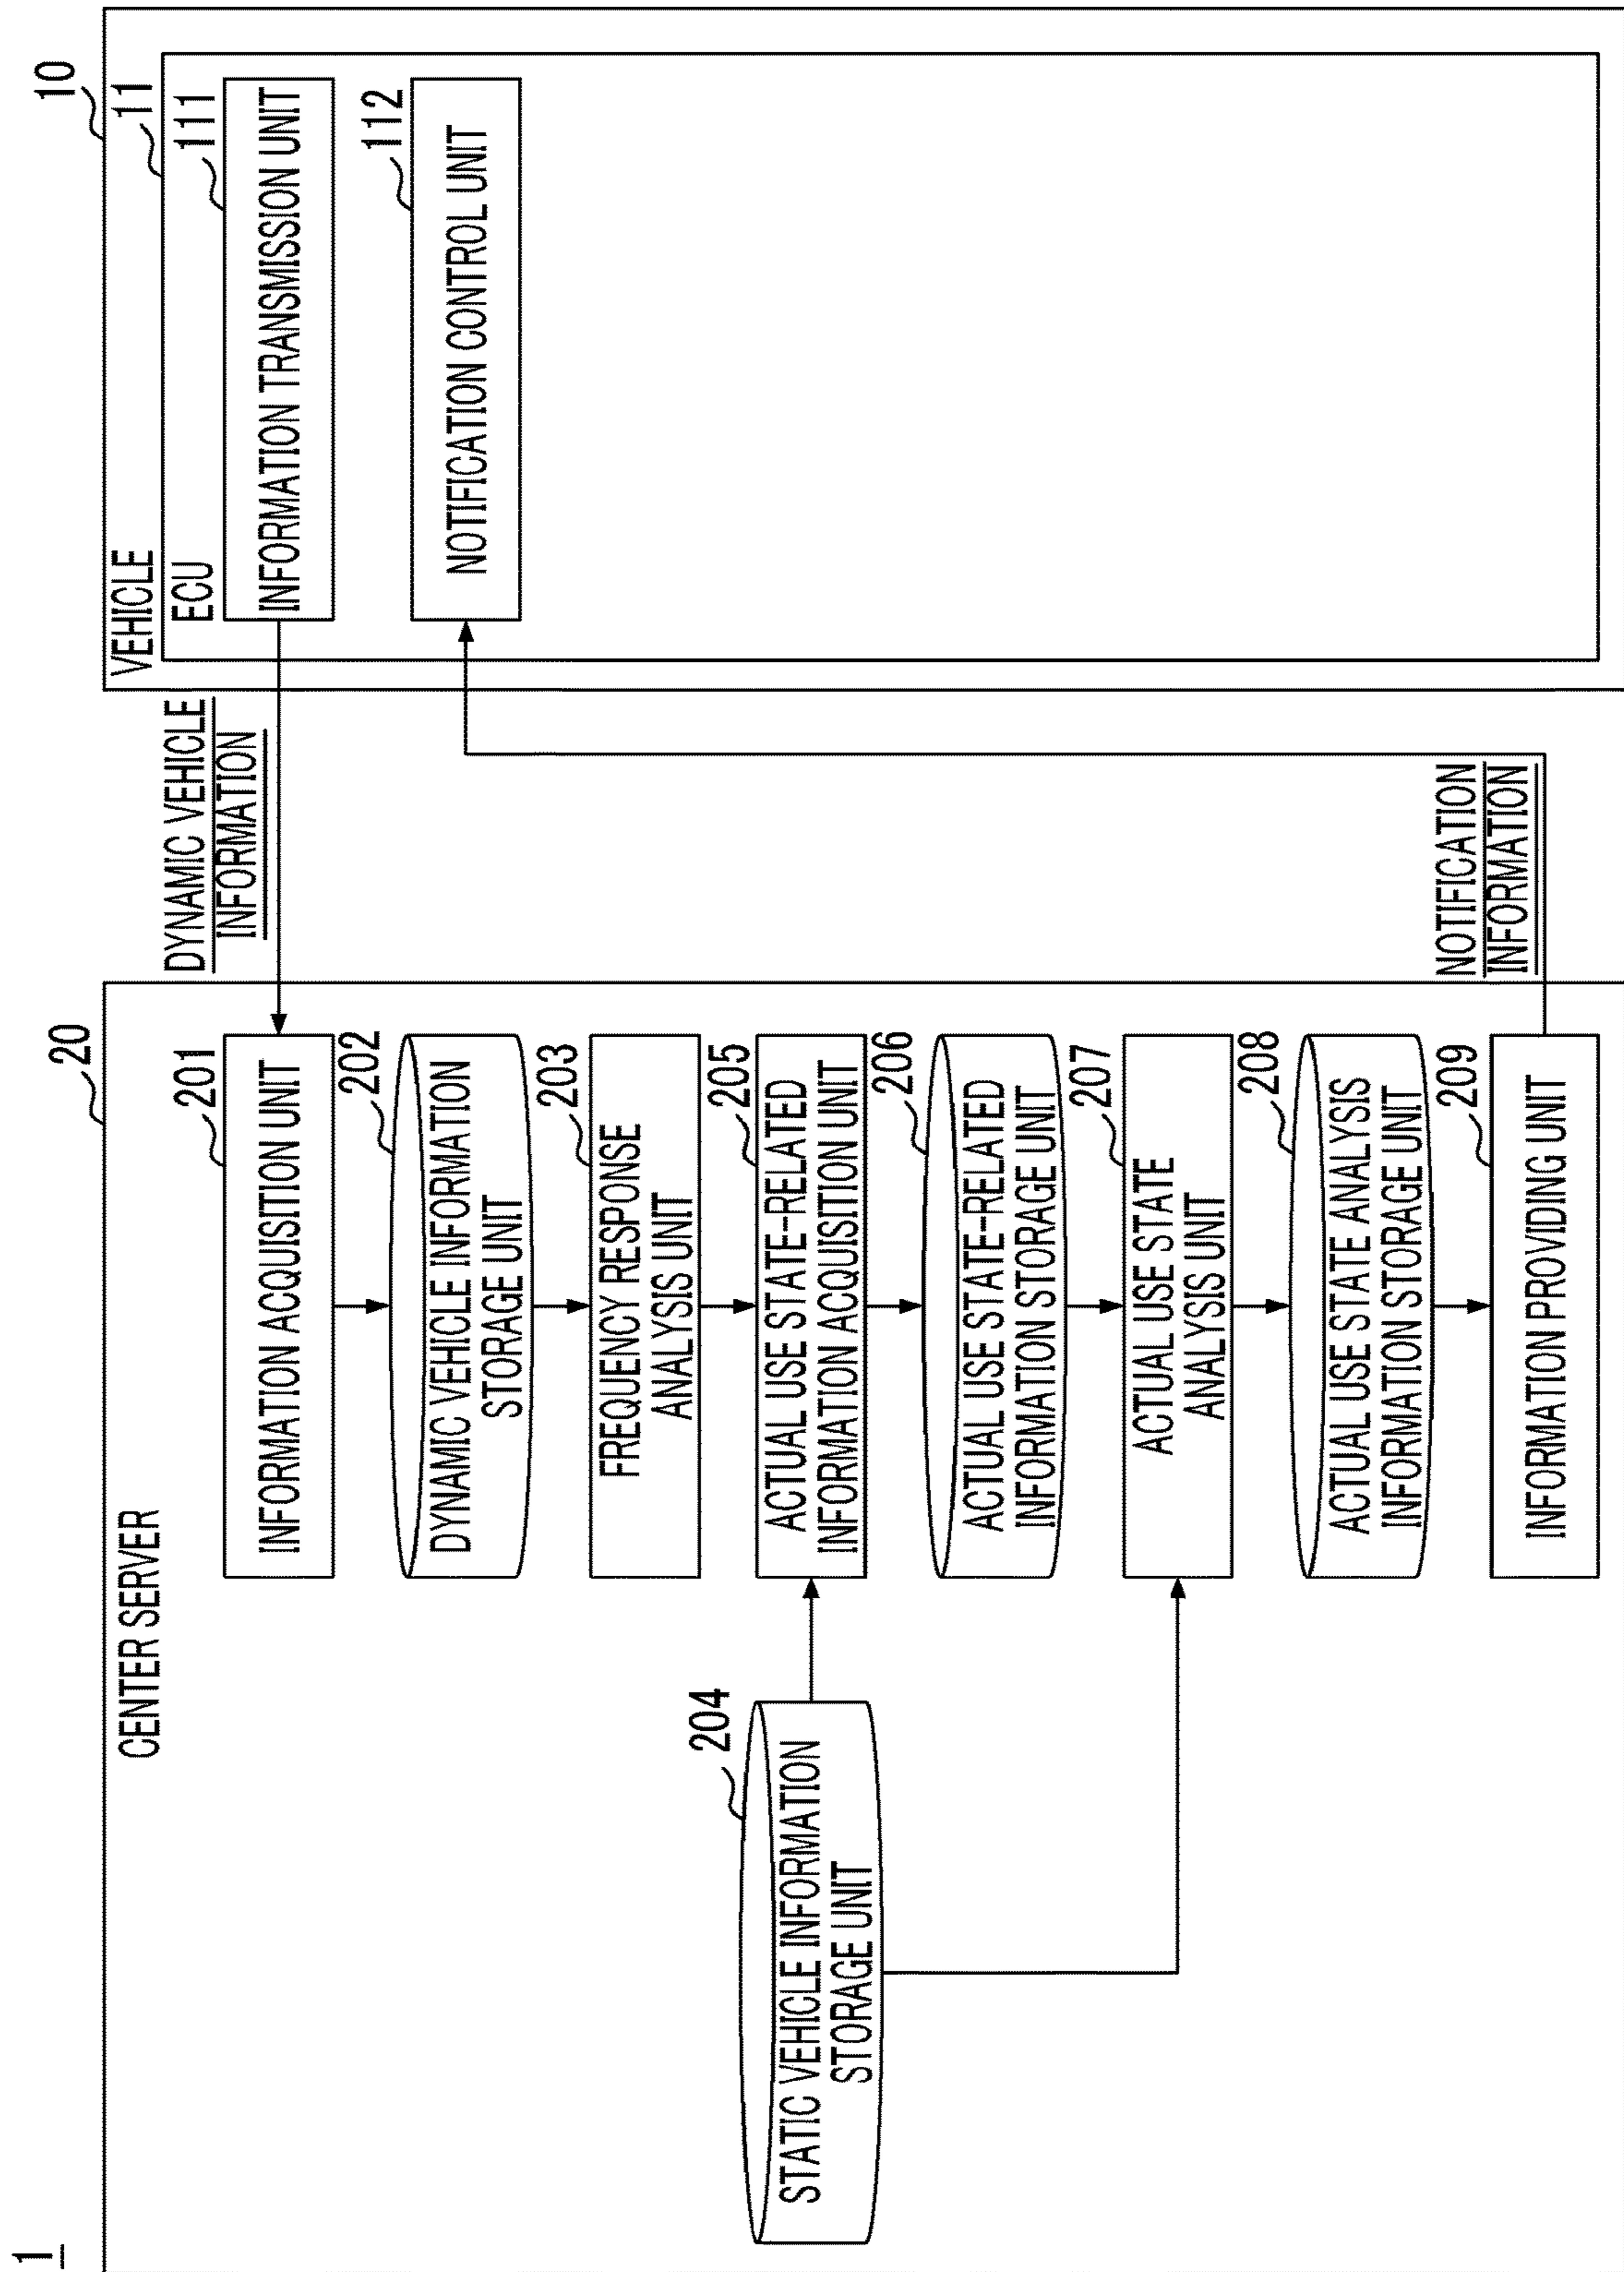 1
CENTER SERVER
20
201
INFORMATION ACQUISITION UNIT
202
DYNAMIC VEHICLE INFORMATION
STORAGE UNIT
203
FREQUENCY RESPONSE
ANALYSIS UNIT
204
STATIC VEHICLE INFORMATION
STORAGE UNIT
205
ACTUAL USE STATE-RELATED
INFORMATION ACQUISITION UNIT
206
ACTUAL USE STATE-RELATED
INFORMATION STORAGE UNIT
207
ACTUAL USE STATE
ANALYSIS UNIT
208
ACTUAL USE STATE ANALYSIS
INFORMATION STORAGE UNIT
209
INFORMATION PROVIDING UNIT
DYNAMIC VEHICLE
INFORMATION
NOTIFICATION
INFORMATION
10
VEHICLE
11
ECU
111
INFORMATION TRANSMISSION UNIT
112
NOTIFICATION CONTROL UNIT